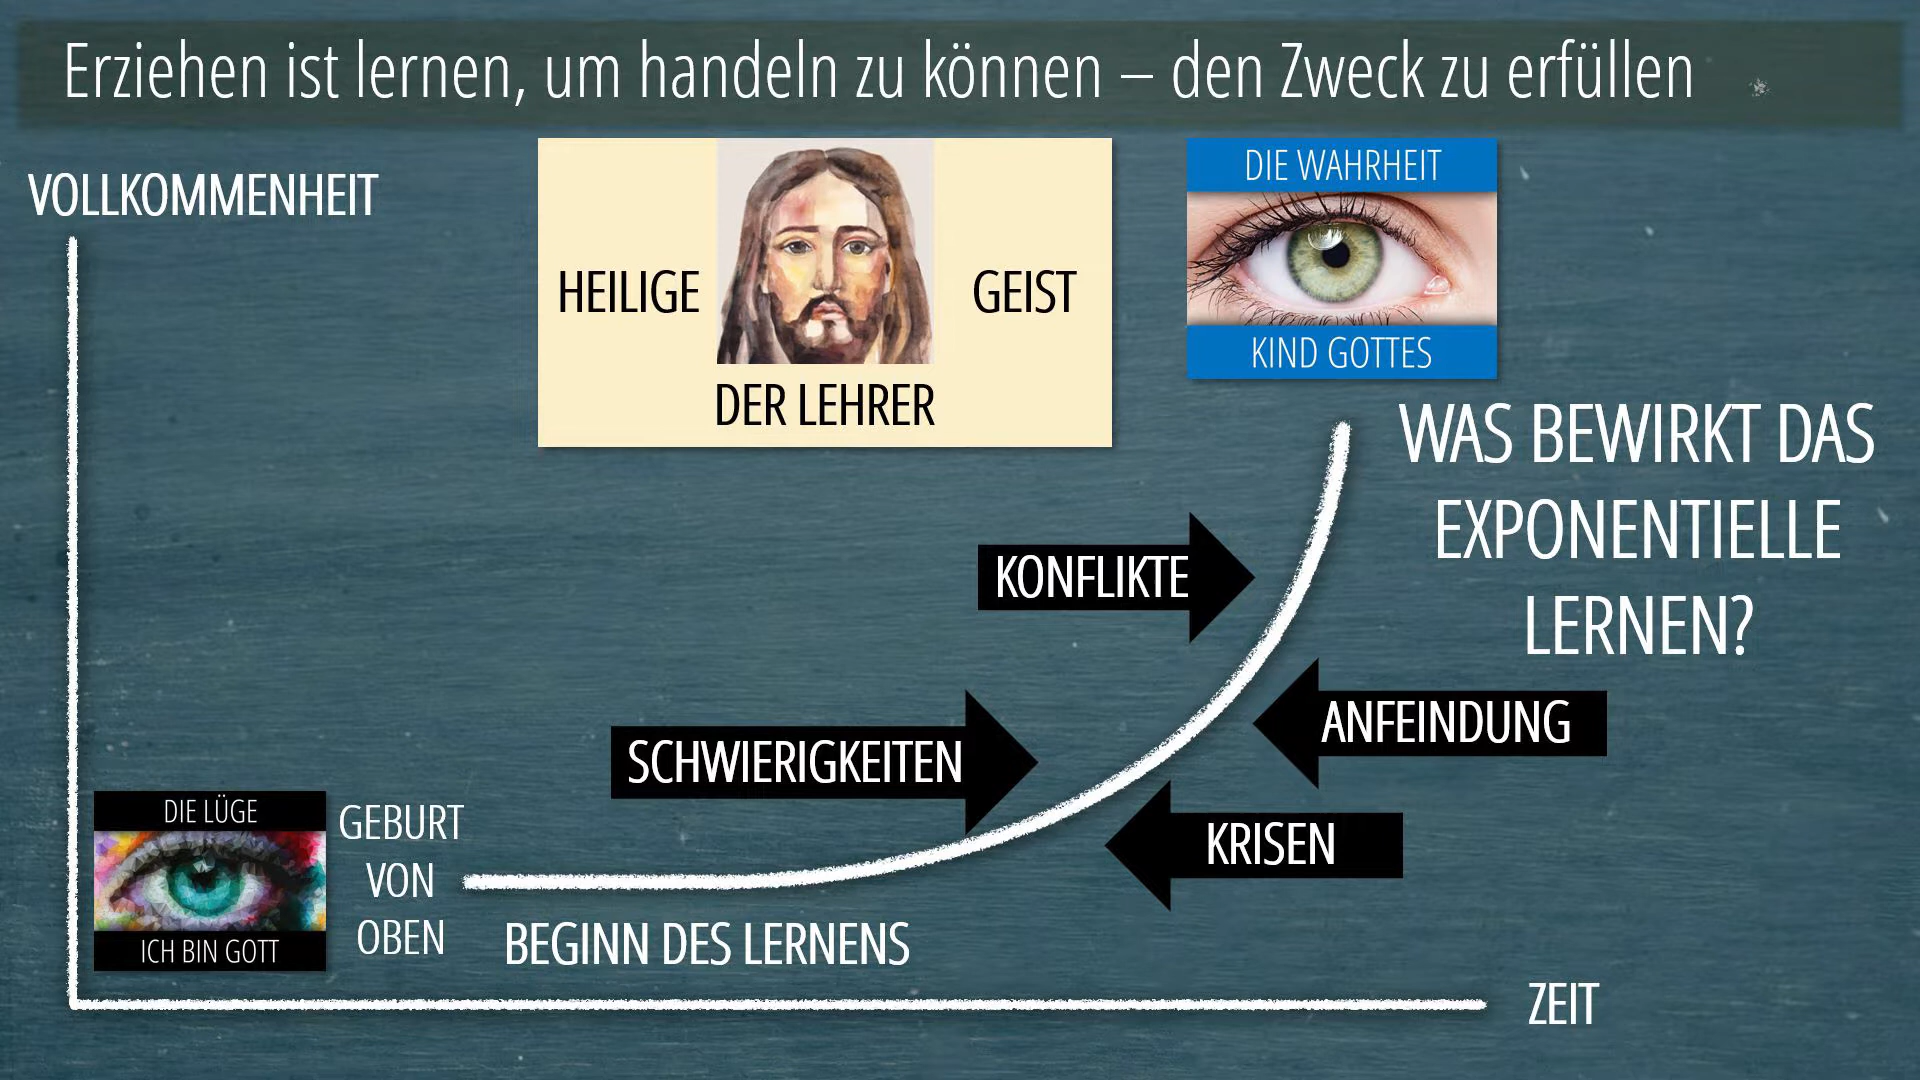 Erziehen ist lernen, um handeln zu können – den Zweck zu erfüllen
VOLLKOMMENHEIT
HEILIGE
GEIST
DER LEHRER
DIE WAHRHEIT
KIND GOTTES
WAS BEWIRKT DAS
EXPONENTIELLE
LERNEN?
KONFLIKTE
ANFEINDUNG
SCHWIERIGKEITEN
KRISEN
DIE LÜGE
ICH BIN GOTT
GEBURT
VON
OBEN
BEGINN DES LERNENS
ZEIT